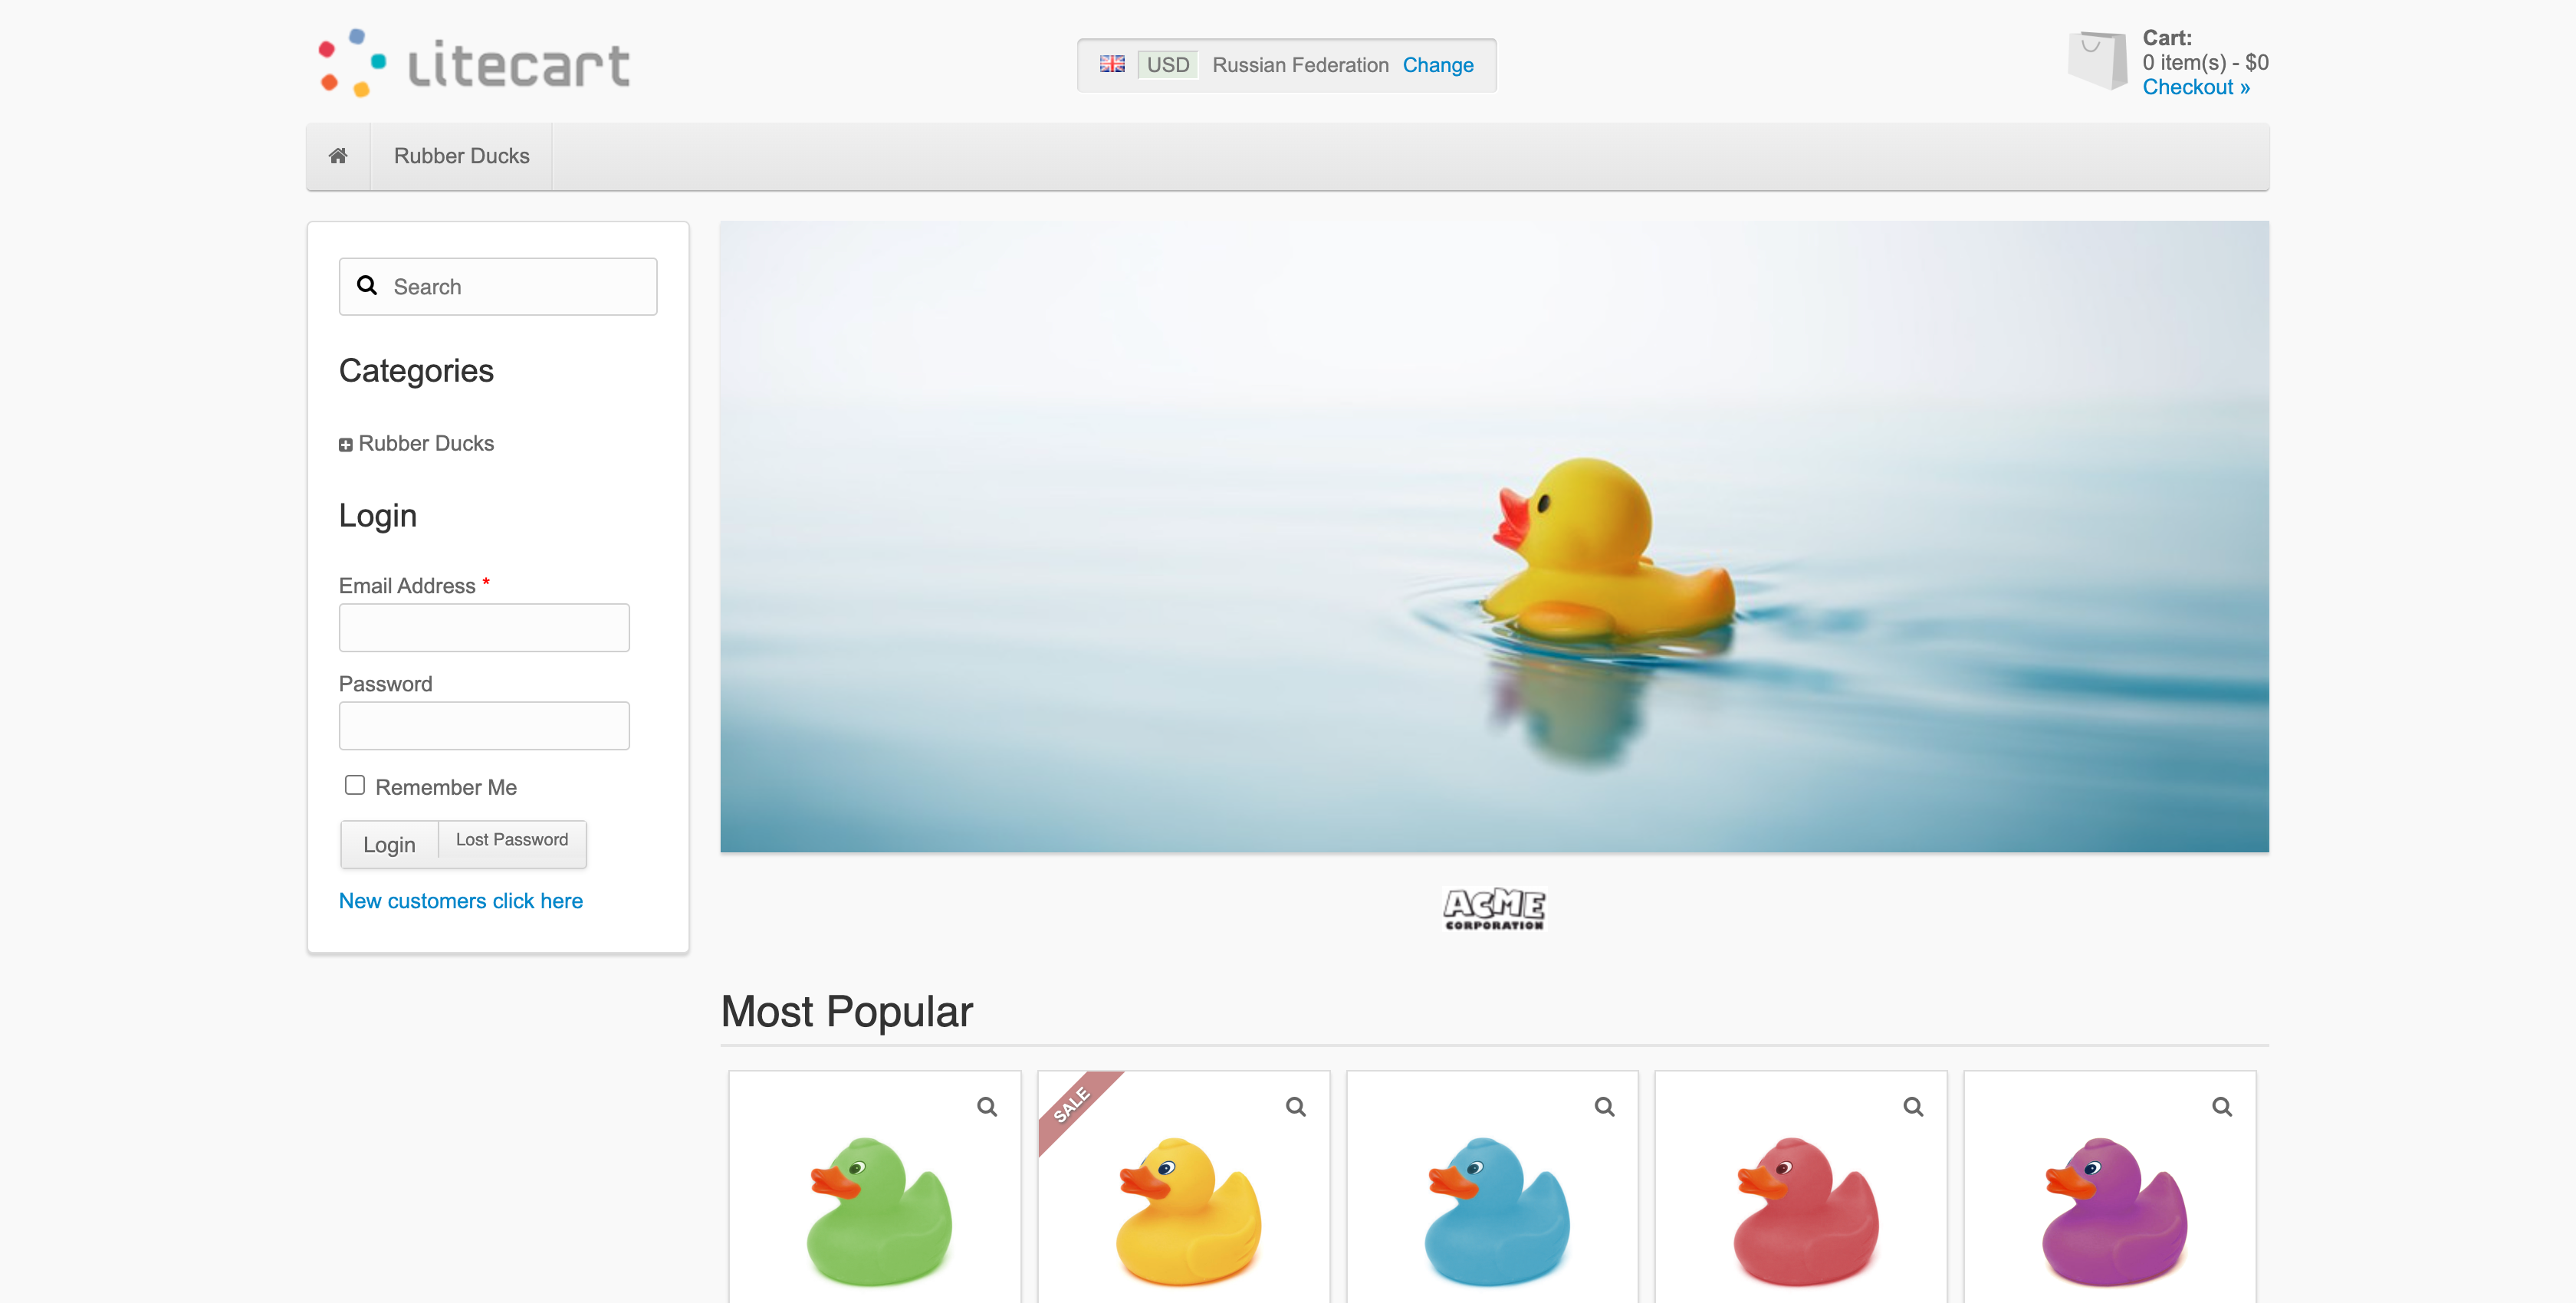 Litecart
USD Russian Federation Change
Cart:
0 item(s) - $0
Checkout »
Rubber Ducks
Search
Categories
Rubber Ducks
Login
Email Address *
Password
Remember Me
Login Lost Password
New customers click here
ACME
CORPORATION
Most Popular
SALE